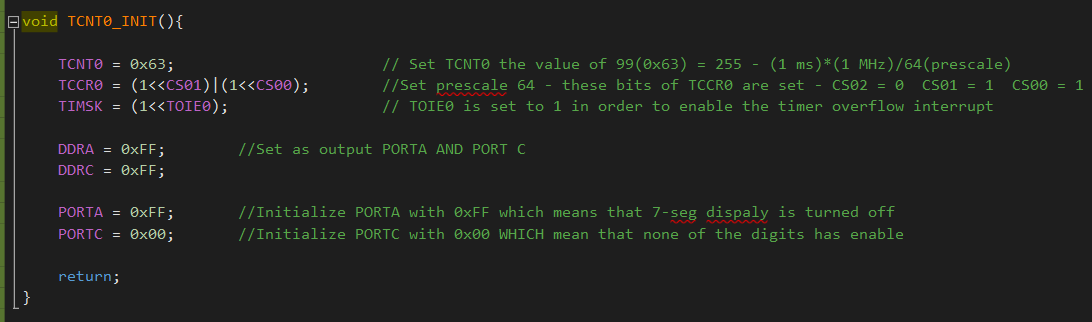 void TCNT0_INIT(){
TCNT0 = 0x63; // Set TCNT0 the value of 99(0x63) = 255 - (1 ms)*(1 MHz)/64(prescale)
TCCR0 = (1<<CS01)|(1<<CS00); //Set prescale 64 - these bits of TCCR0 are set - CS02 = 0 CS01 = 1 CS00 = 1
TIMSK = (1<<TOIE0); // TOIE0 is set to 1 in order to enable the timer overflow interrupt
DDRA = 0xFF; //Set as output PORTA AND PORT C
DDRC = 0xFF;
PORTA = 0xFF; //Initialize PORTA with 0xFF which means that 7-seg dispaly is turned off
PORTC = 0x00; //Initialize PORTC with 0x00 WHICH mean that none of the digits has enable
return;
}